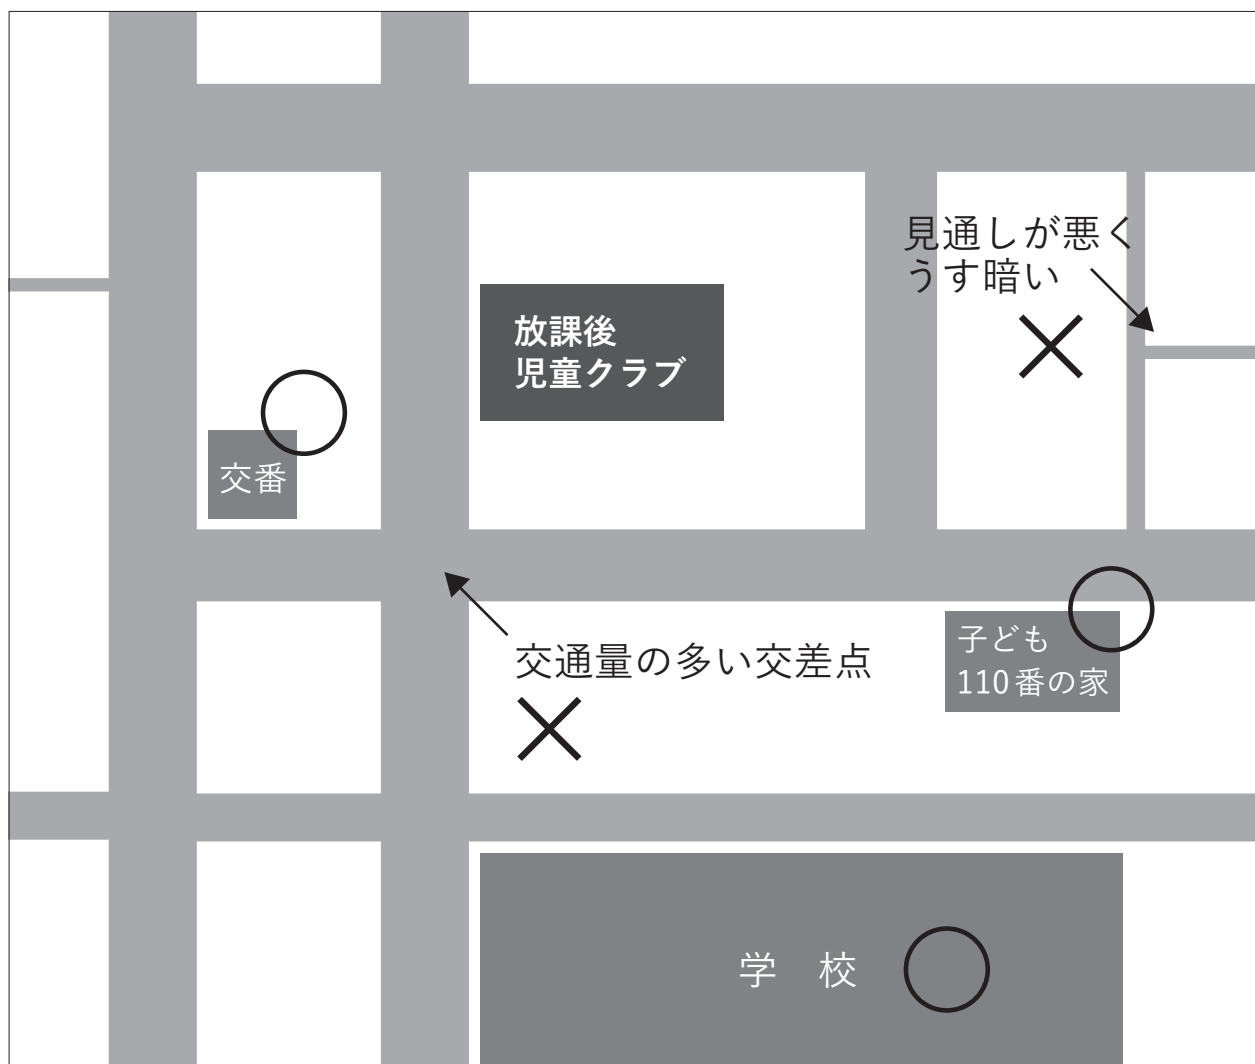 見通しが悪く
うす暗い
放課後
児童クラブ
交番
交通量の多い交差点
子ども
110番の家
学 校